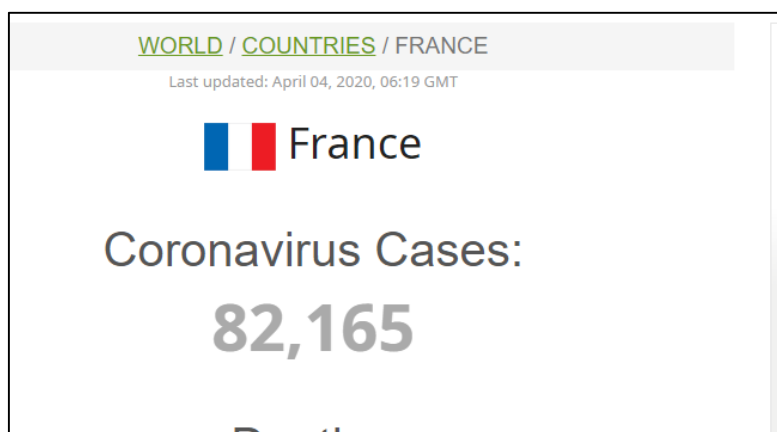 WORLD / COUNTRIES / FRANCE
Last updated: April 04, 2020, 06:19 GMT
France
Coronavirus Cases:
82,165